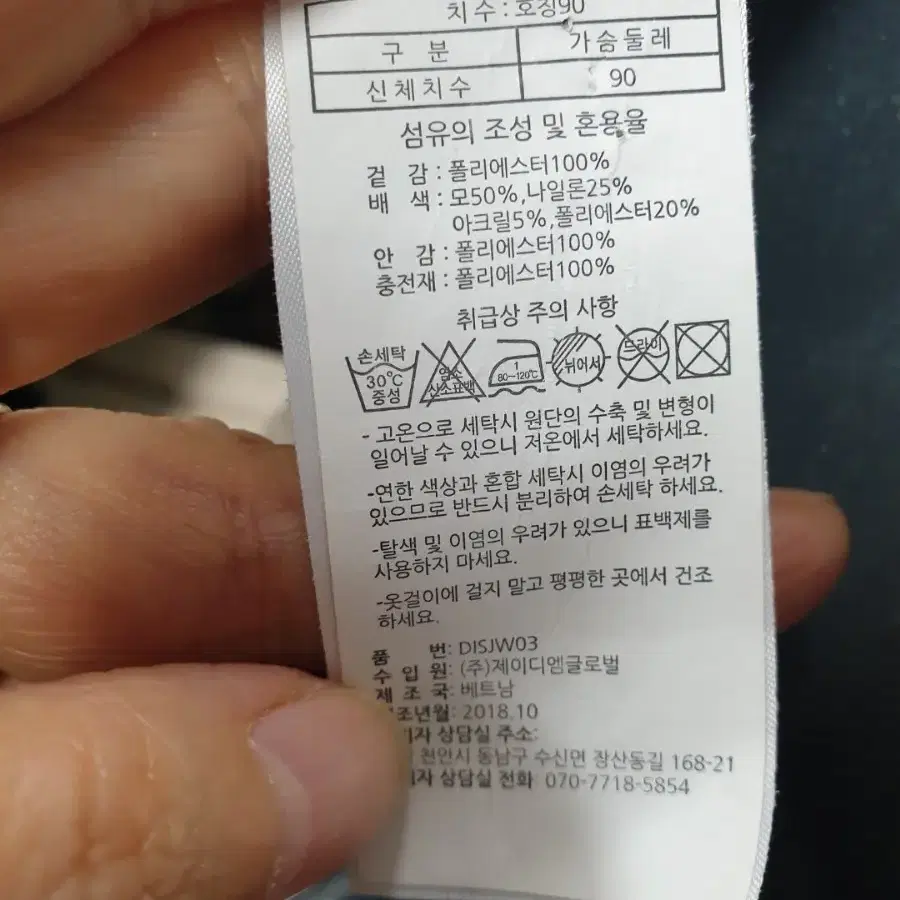 치 수 : 호칭90
구 분 가슴둘레
신체치수 90
섬유의 조성 및 혼용율
겉 감 : 폴리에스터100%
배 색 : 모50%,나일론25%
아크릴5%,폴리에스터20%
안 감 : 폴리에스터100%
충전재 : 폴리에스터100%
취급상 주의 사항
손세탁 30℃ 중성 염소 산소표백 1 80~120℃ 뉘어서 드라이
- 고온으로 세탁시 원단의 수축 및 변형이
일어날 수 있으니 저온에서 세탁하세요.
-연한 색상과 혼합 세탁시 이염의 우려가
있으므로 반드시 분리하여 손세탁 하세요.
-탈색 및 이염의 우려가 있으니 표백제를
사용하지 마세요.
-옷걸이에 걸지 말고 평평한 곳에서 건조
하세요.
품 번: DISJW03
수 입 원: (주)제이디엠글로벌
제 조 국: 베트남
조년월: 2018.10
자 상담실 주소:
천안시 동남구 수신면 장산동길 168-21
자 상담실 전화 070-7718-5854